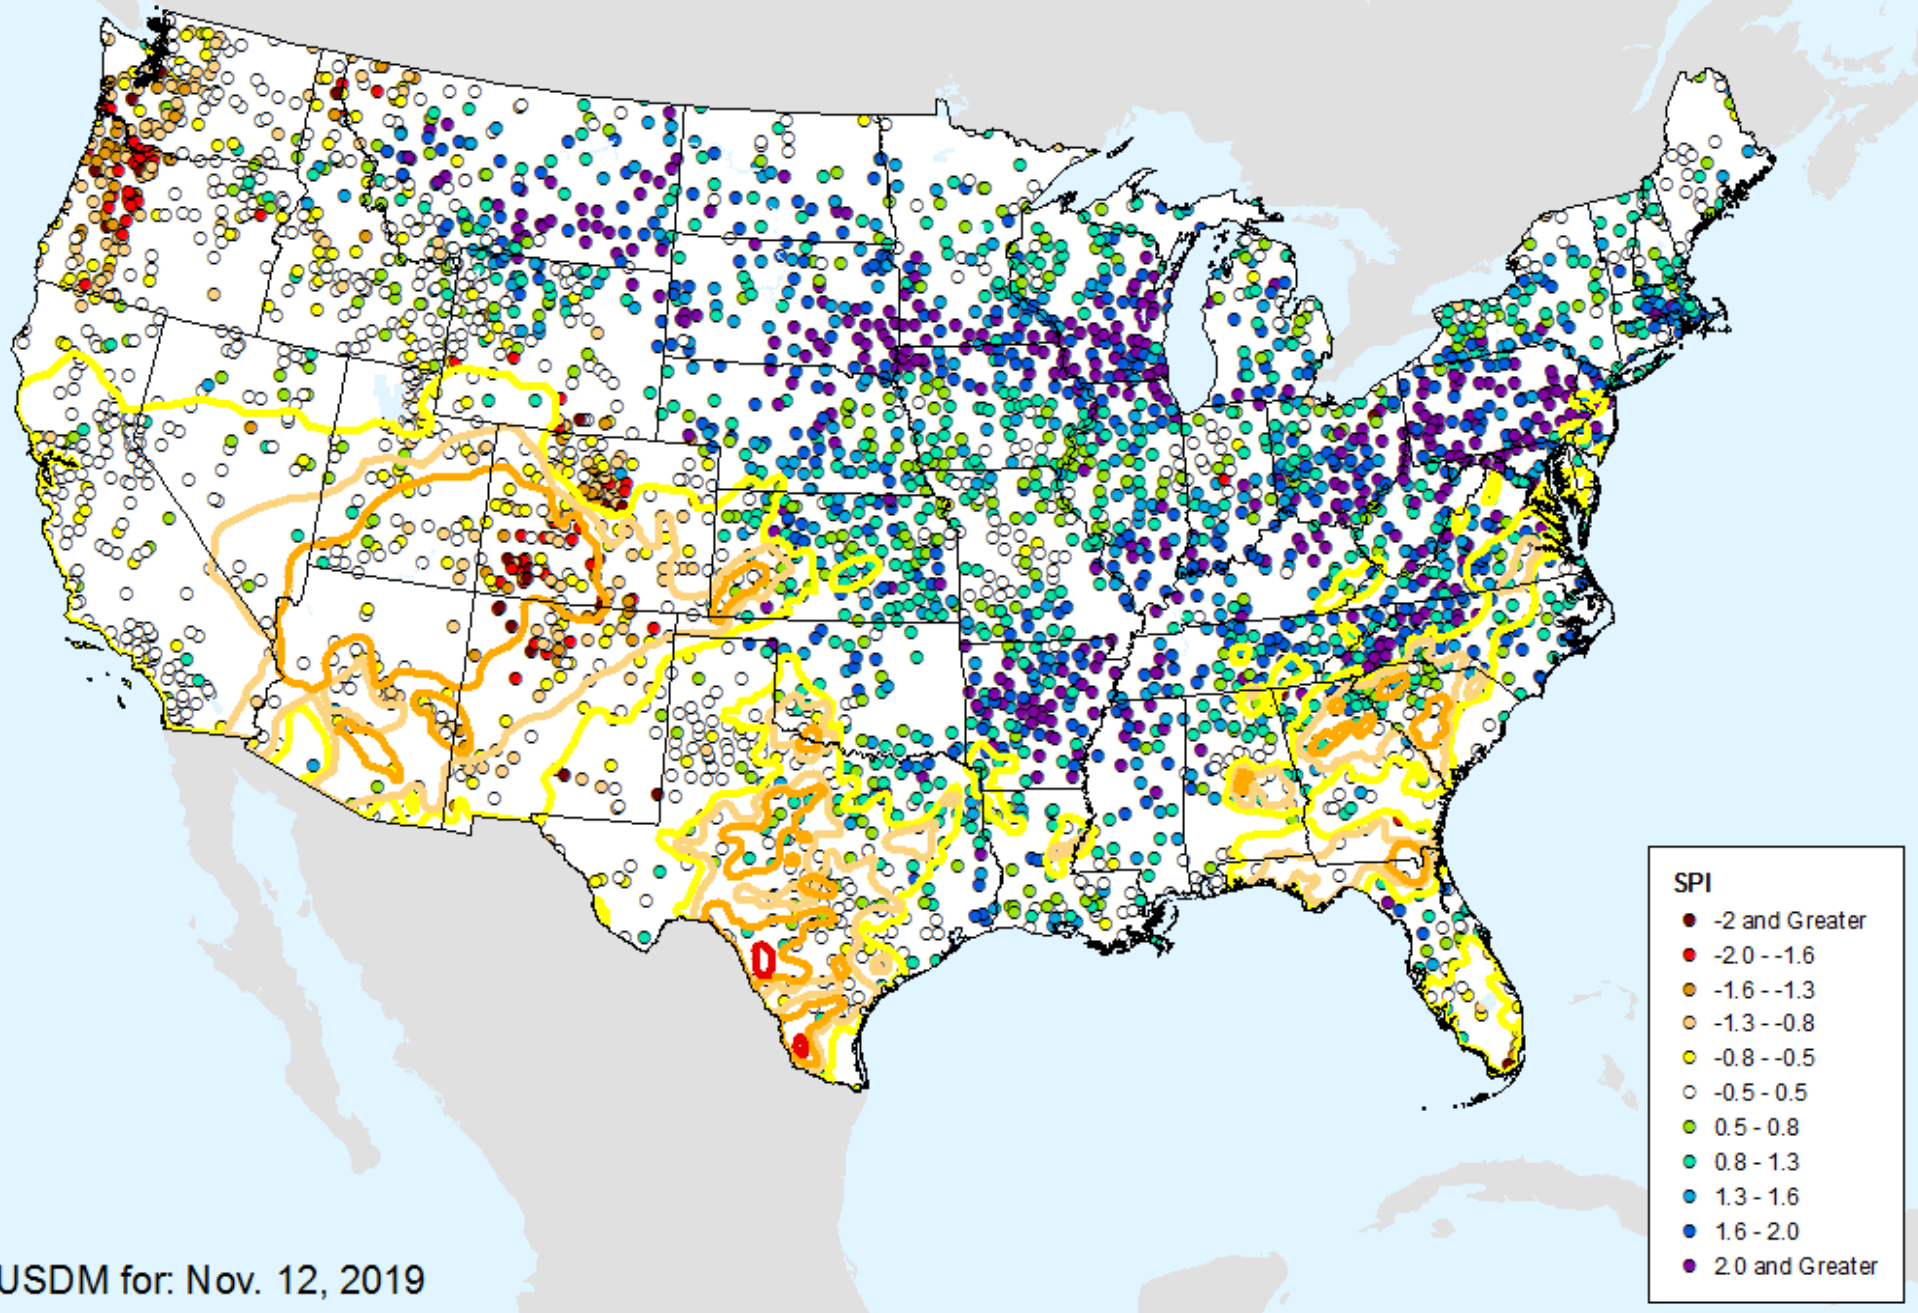 SPI
-2 and Greater
-2.0 - -1.6
-1.6 - -1.3
-1.3 - -0.8
-0.8 - -0.5
-0.5 - 0.5
0.5 - 0.8
0.8 - 1.3
1.3 - 1.6
1.6 - 2.0
2.0 and Greater
USDM for: Nov. 12, 2019